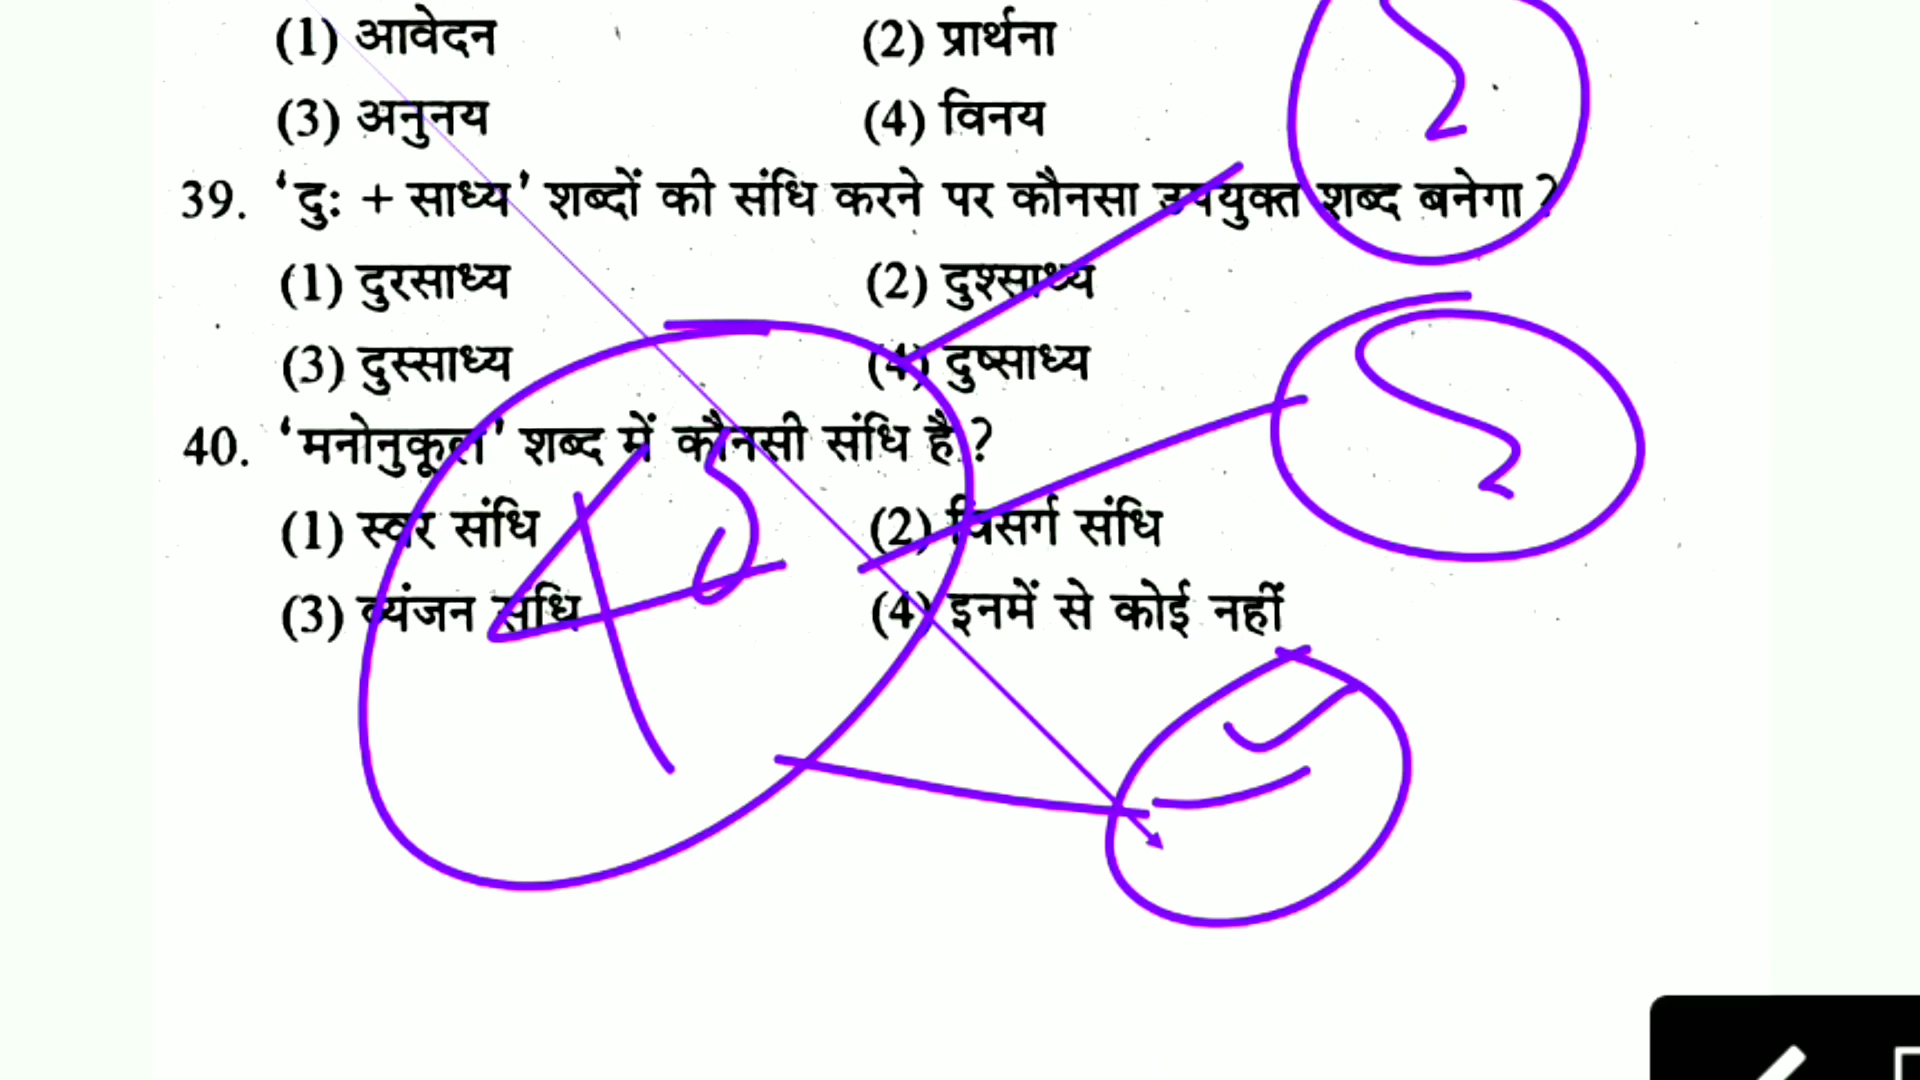 (1) आवेदन (2) प्रार्थना
(3) अनुनय (4) विनय
39. ‘दुः + साध्य’ शब्दों की संधि करने पर कौनसा उपयुक्त शब्द बनेगा ?
(1) दुरसाध्य (2) दुश्साध्य
(3) दुस्साध्य (4) दुष्साध्य
40. ‘मनोनुकूल’ शब्द में कौनसी संधि है ?
(1) स्वर संधि (2) विसर्ग संधि
(3) व्यंजन संधि (4) इनमें से कोई नहीं